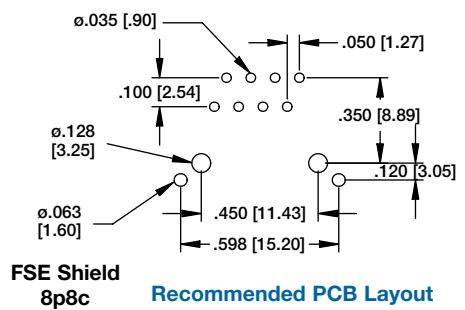 ø.035 [.90]
.050 [1.27]
.100 [2.54]
.350 [8.89]
ø.128
[3.25]
.120 [3.05]
ø.063
[1.60]
.450 [11.43]
.598 [15.20]
FSE Shield
8p8c
Recommended PCB Layout